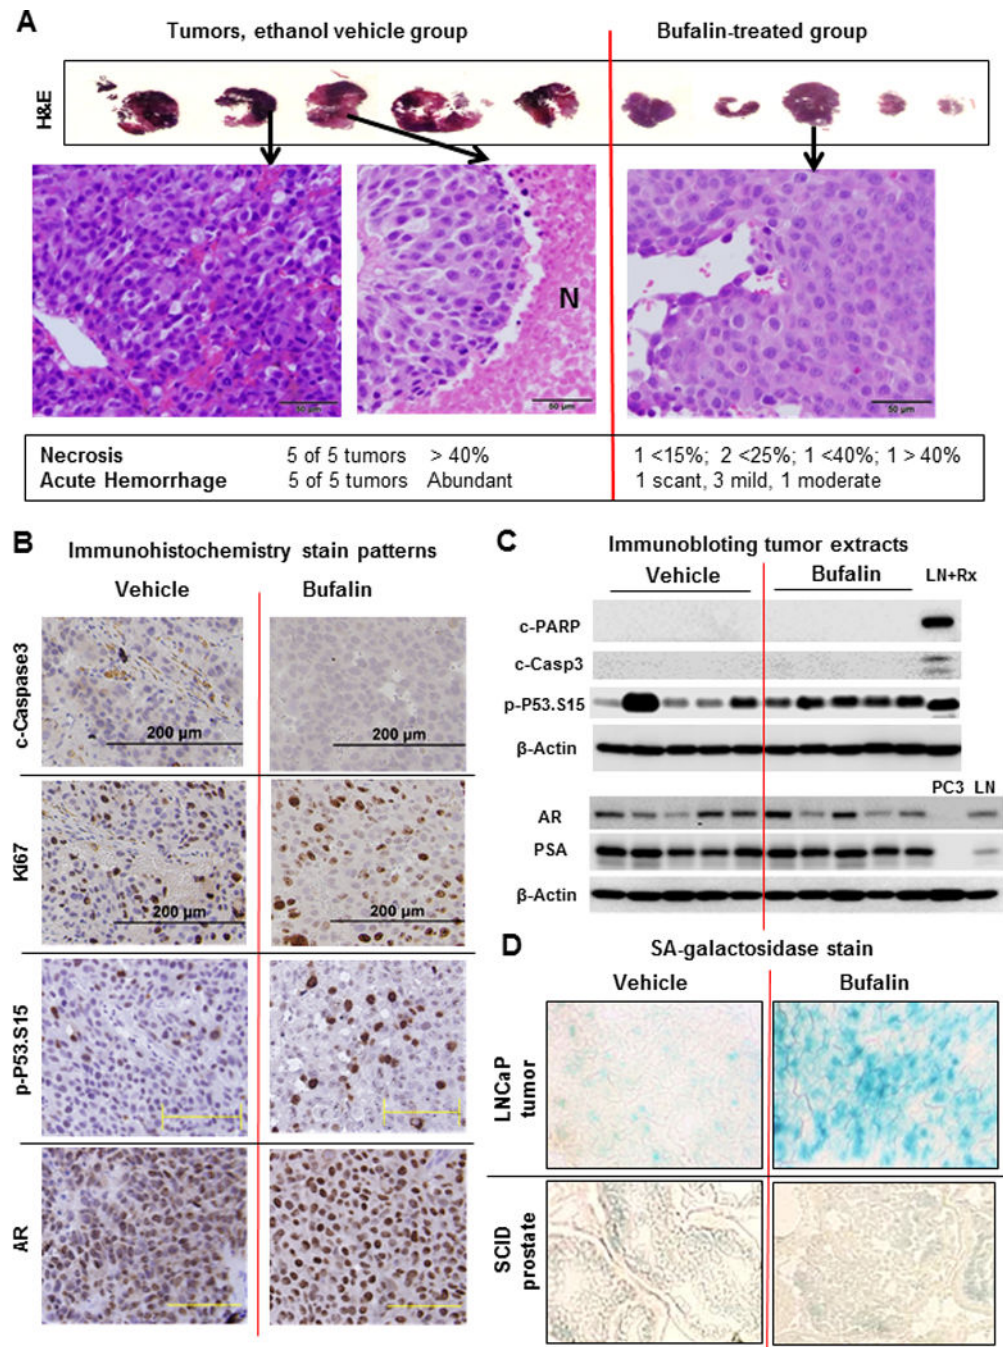 A
Tumors, ethanol vehicle group
Bufalin-treated group
H&E
N
50 µm
50 µm
50 µm
Necrosis 5 of 5 tumors > 40% 1 <15%; 2 <25%; 1 <40%; 1 > 40%
Acute Hemorrhage 5 of 5 tumors Abundant 1 scant, 3 mild, 1 moderate
B
Immunohistochemistry stain patterns
Vehicle Bufalin
c-Caspase3
200 µm
200 µm
Ki67
200 µm
200 µm
p-P53.S15
AR
C
Immunobloting tumor extracts
Vehicle Bufalin LN+Rx
c-PARP
c-Casp3
p-P53.S15
β-Actin
PC3 LN
AR
PSA
β-Actin
D
SA-galactosidase stain
Vehicle Bufalin
LNCaP
tumor
SCID
prostate